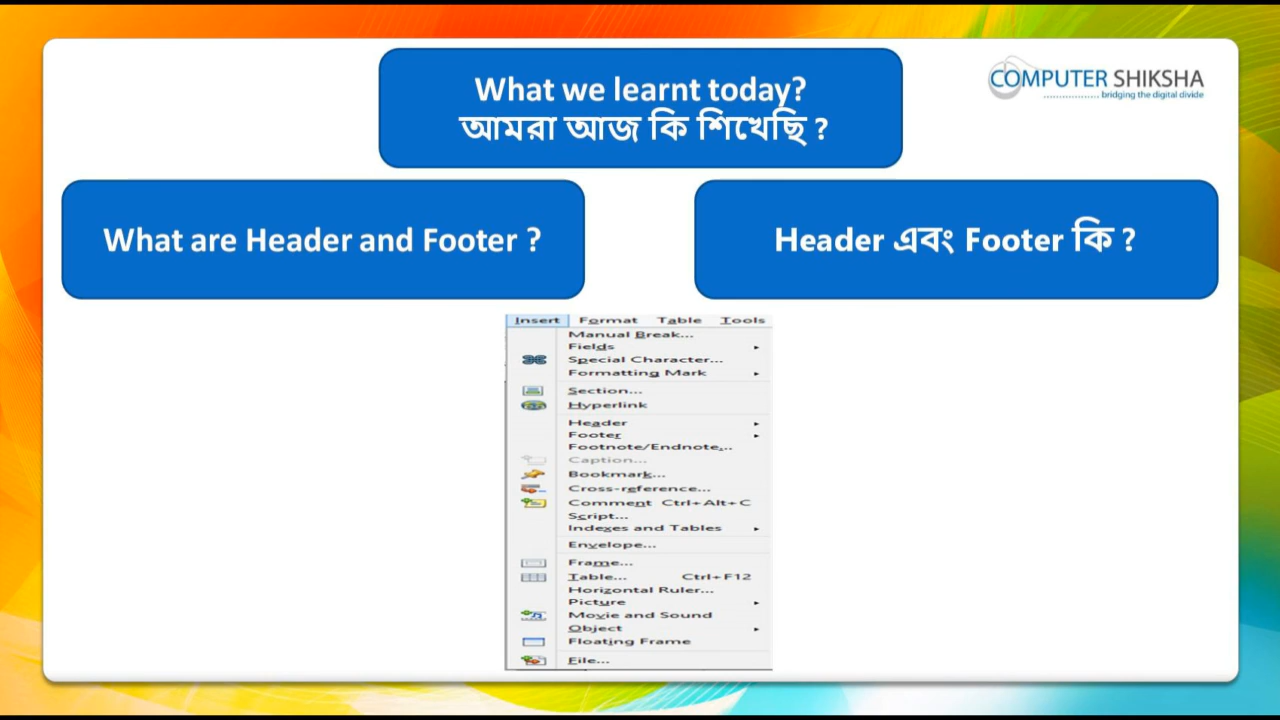 What we learnt today?
আমরা আজ কি শিখেছি ?
COMPUTER SHIKSHA
bridging the digital divide
What are Header and Footer ?
Header এবং Footer কি ?
Insert Format Table Tools
Manual Break...
Fields
Special Character...
Formatting Mark
Section...
Hyperlink
Header
Footer
Footnote/Endnote...
Caption...
Bookmark...
Cross-reference...
Comment Ctrl+Alt+C
Script...
Indexes and Tables
Envelope...
Frame...
Table... Ctrl+F12
Horizontal Ruler...
Picture
Movie and Sound
Object
Floating Frame
File...